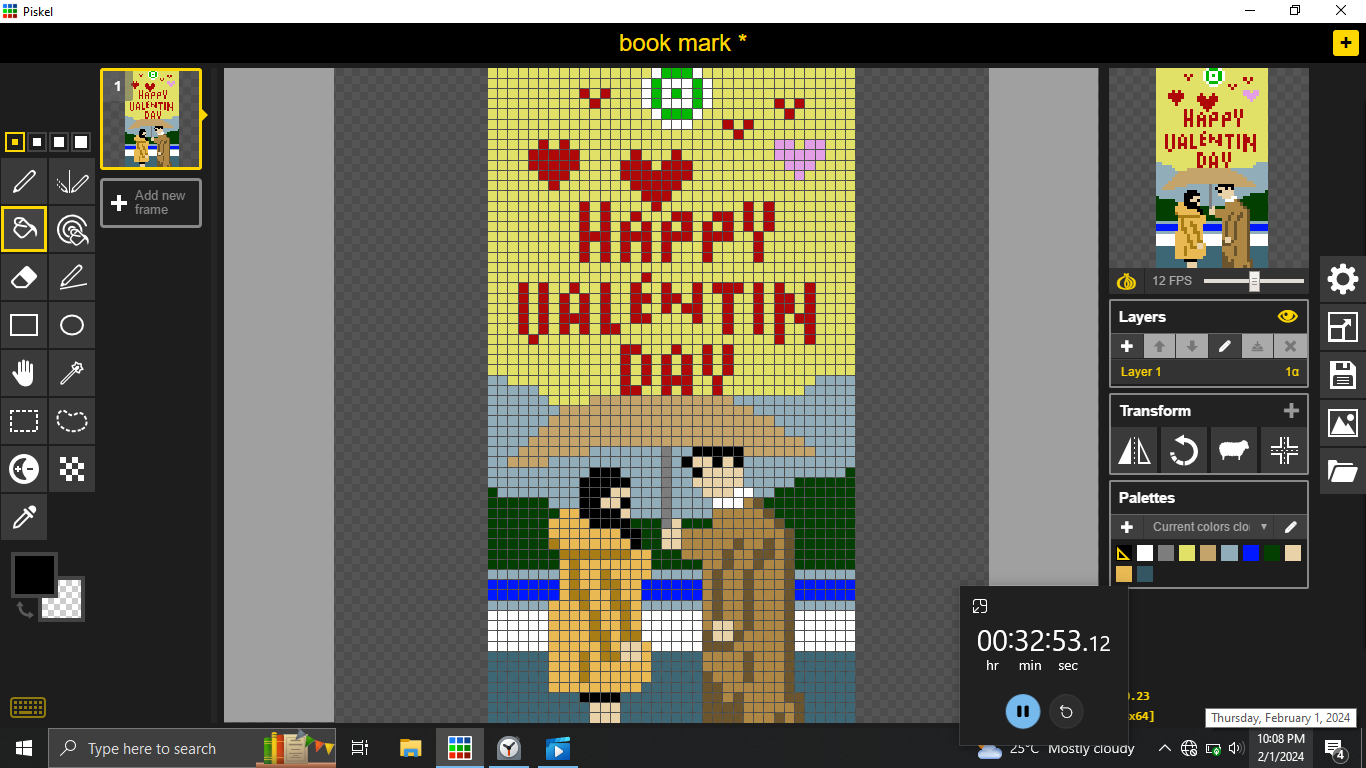 Piskel
book mark *
1
Add new
frame
HAPPY
VALENTIN
DAY
HAPPY
VALENTIN
DAY
HAPPY
VALENTIN
DAY
12 FPS
Layers
Layer 1
1α
Transform
Palettes
Current colors clo
00:32:53.12
hr min sec
.23
x64]
Thursday, February 1, 2024
Type here to search
25°C Mostly cloudy
10:08 PM
2/1/2024
4